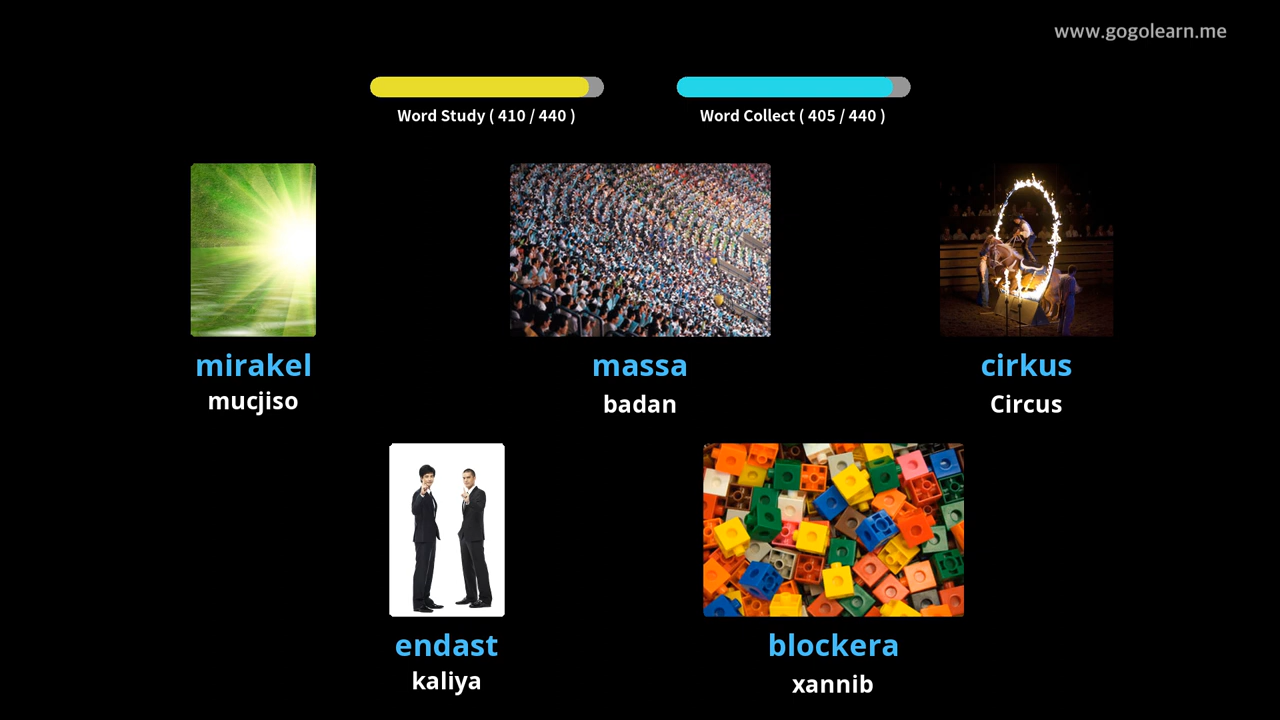 www.gogolearn.me
Word Study ( 410 / 440 )
Word Collect ( 405 / 440 )
mirakel
mucjiso
massa
badan
cirkus
Circus
endast
kaliya
blockera
xannib